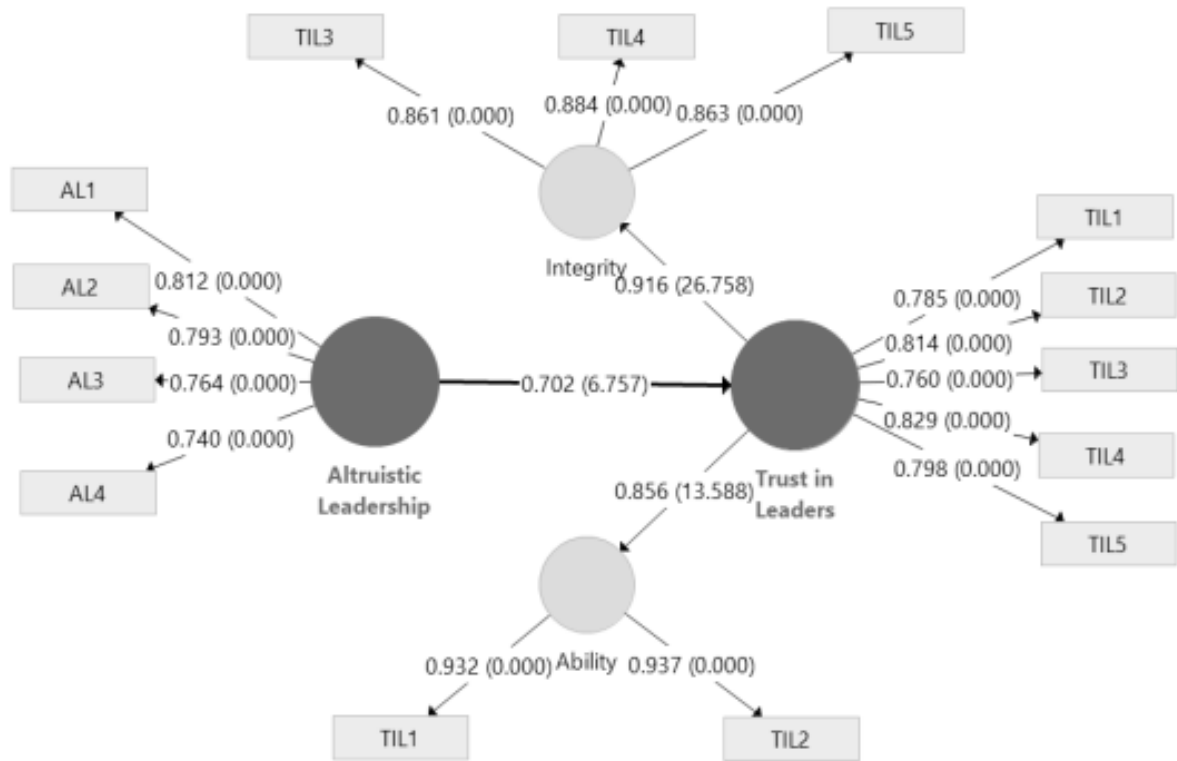 TIL3
TIL4
TIL5
0.861 (0.000)
0.884 (0.000)
0.863 (0.000)
Integrity
AL1
AL2
AL3
AL4
0.812 (0.000)
0.793 (0.000)
0.764 (0.000)
0.740 (0.000)
Altruistic
Leadership
0.702 (6.757)
0.916 (26.758)
0.856 (13.588)
Trust in
Leaders
0.785 (0.000)
0.814 (0.000)
0.760 (0.000)
0.829 (0.000)
0.798 (0.000)
TIL1
TIL2
TIL3
TIL4
TIL5
Ability
0.932 (0.000)
0.937 (0.000)
TIL1
TIL2